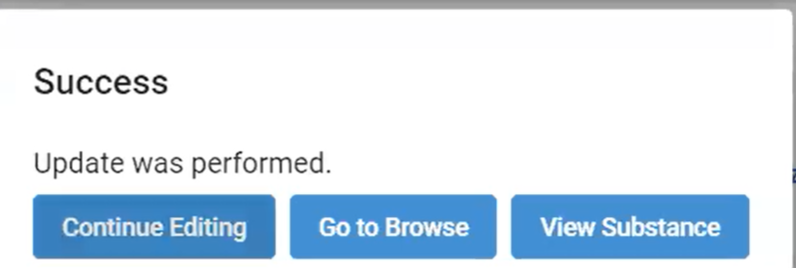 Success
Update was performed.
Continue Editing Go to Browse View Substance